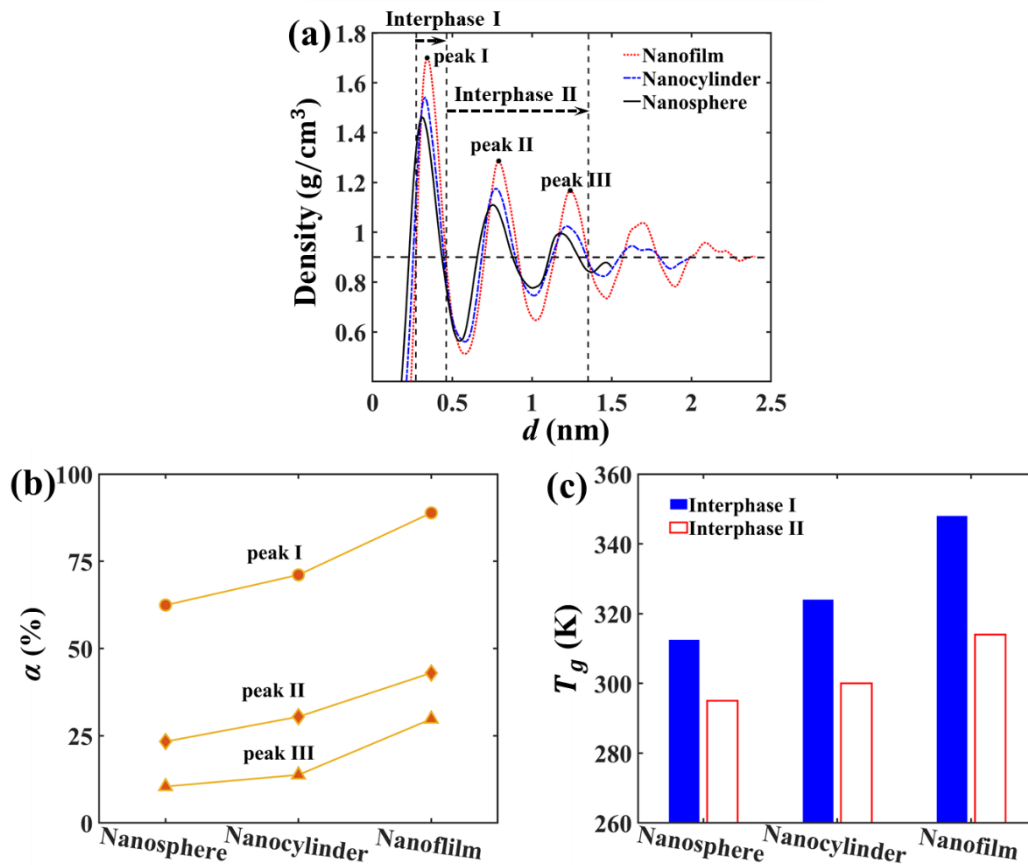 Interphase I
(a)
1.8
1.6
1.4
1.2
1
0.8
0.6
Density (g/cm³)
peak I
Interphase II
peak II
peak III
Nanofilm
Nanocylinder
Nanosphere
0 0.5 1 1.5 2 2.5
d (nm)
(b)
100
75
50
25
0
α (%)
peak I
peak II
peak III
Nanosphere Nanocylinder Nanoflilm
(c)
360
340
320
300
280
260
Tg (K)
Interphase I
Interphase II
Nanosphere Nanocylinder Nanoflilm